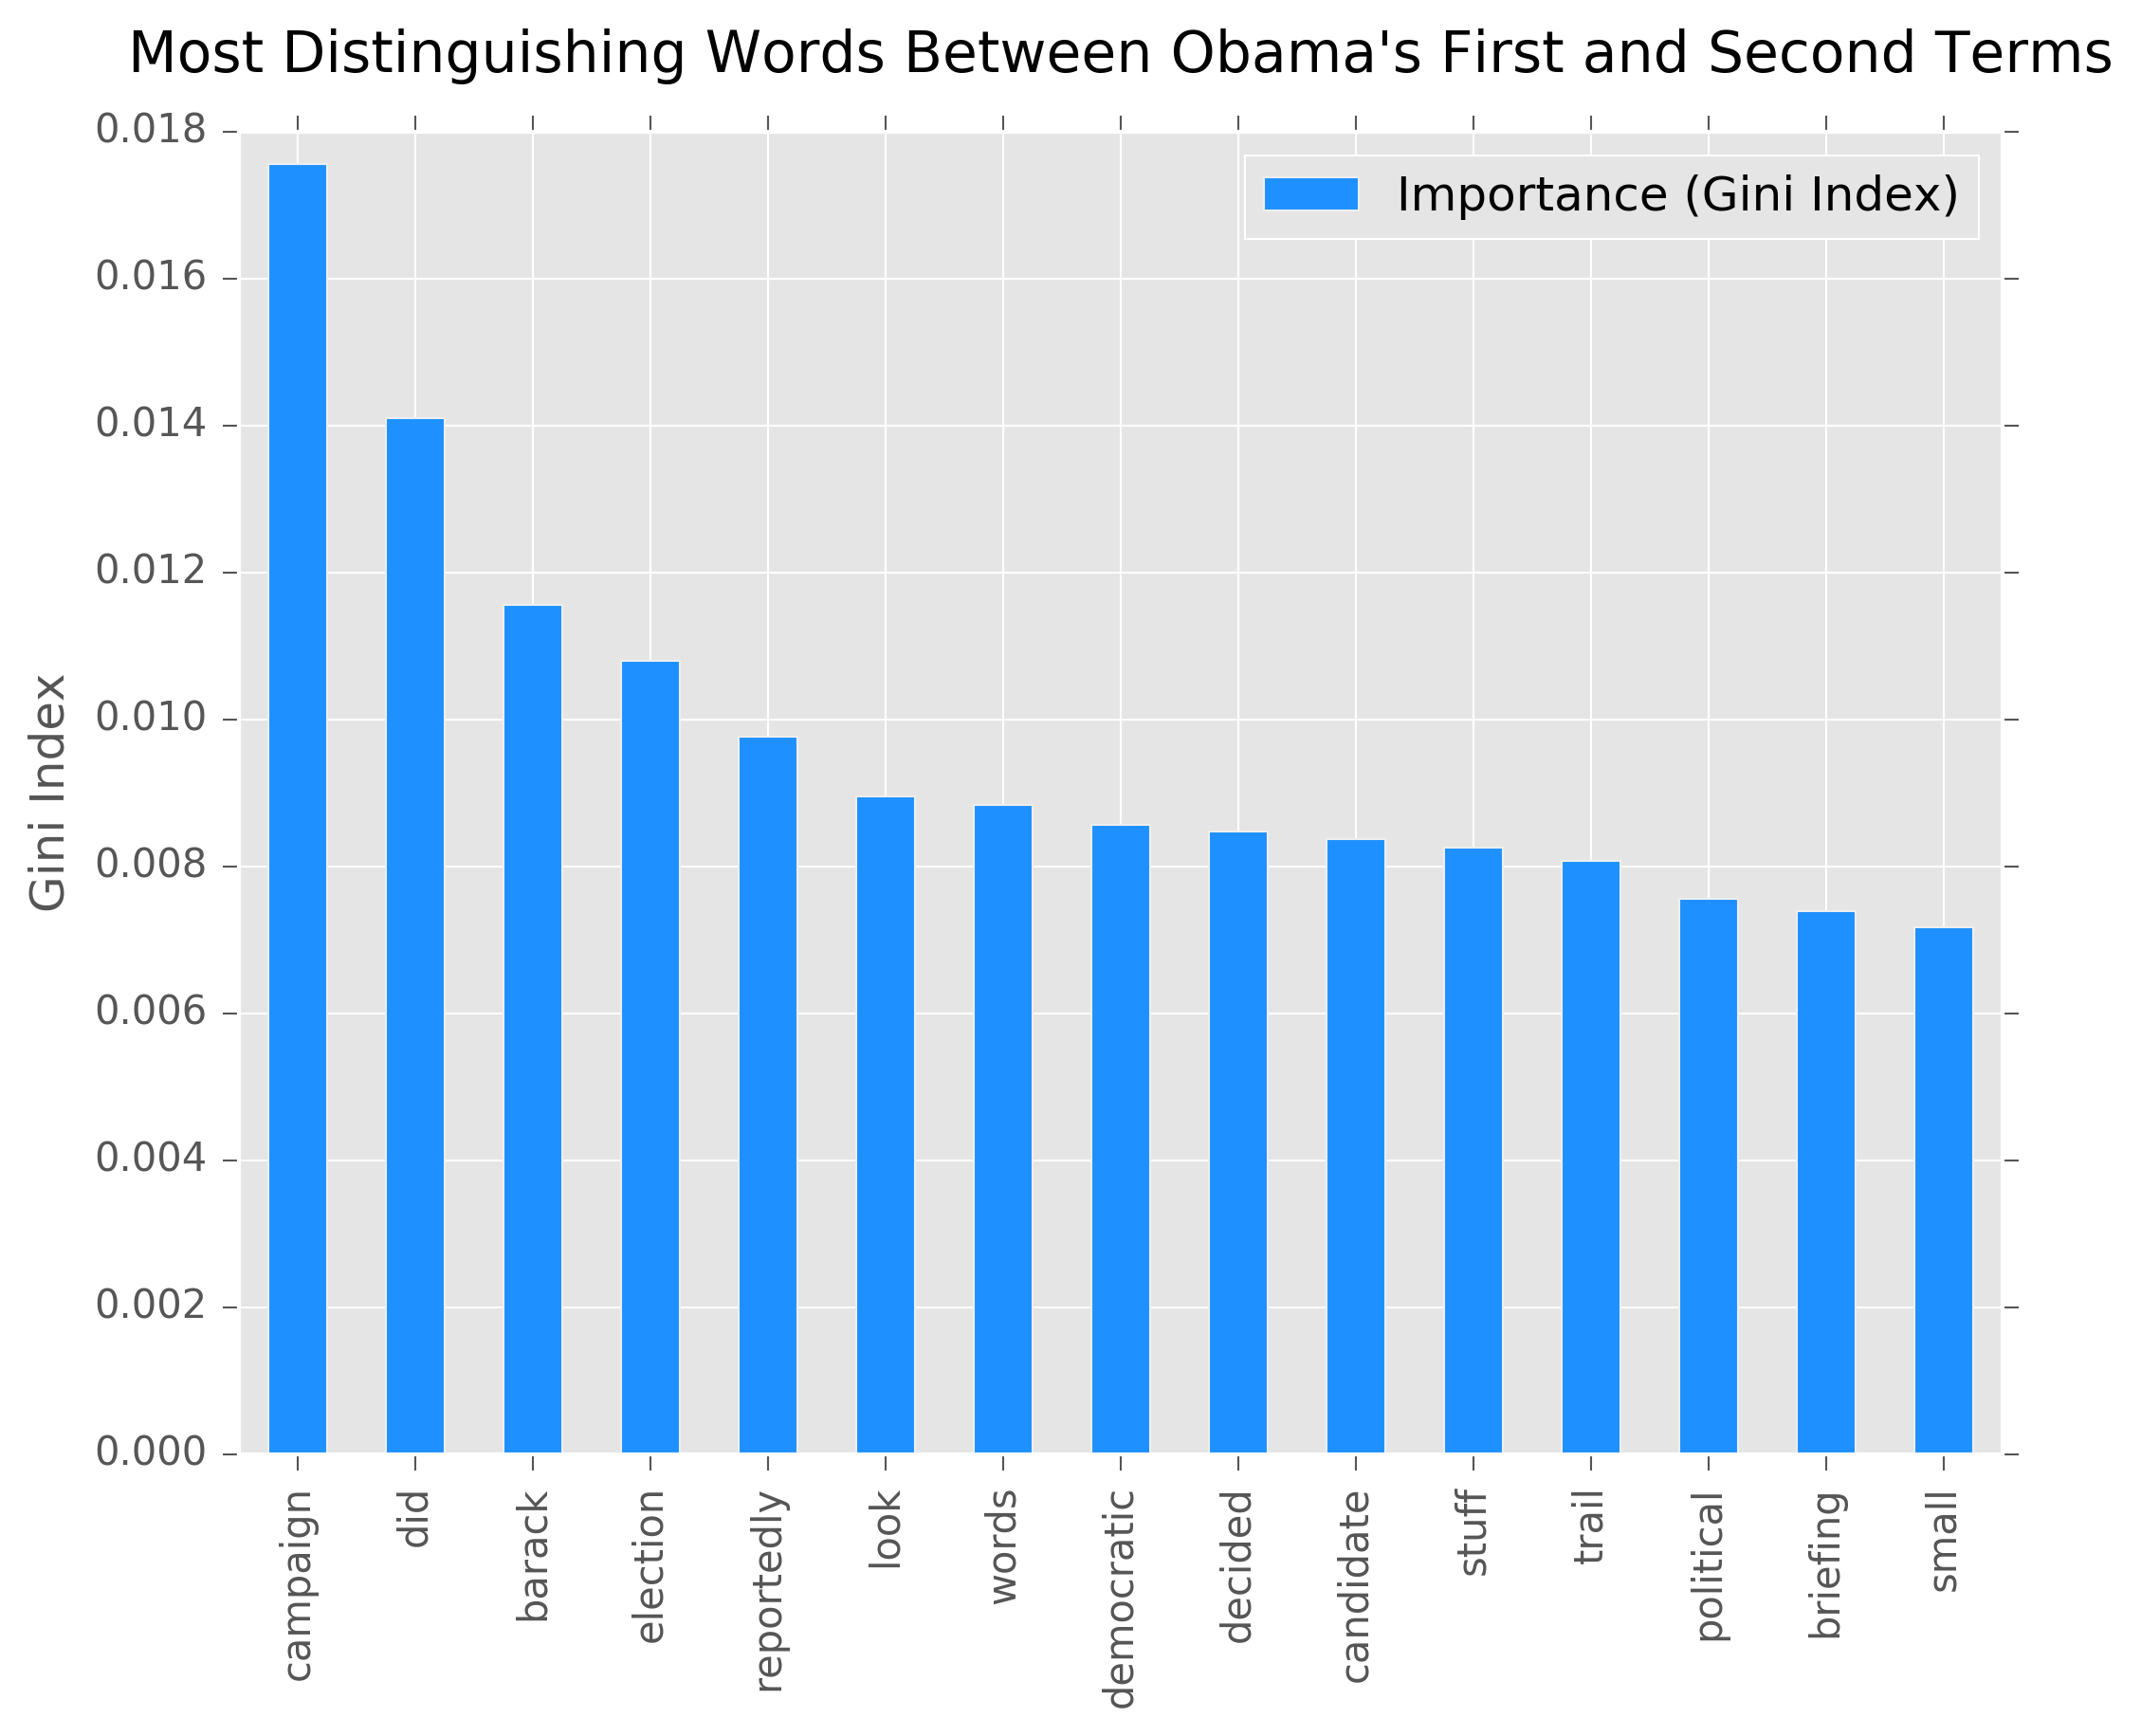 Most Distinguishing Words Between Obama's First and Second Terms
Importance (Gini Index)
Gini Index
0.018
0.016
0.014
0.012
0.010
0.008
0.006
0.004
0.002
0.000
campaign
did
barack
election
reportedly
look
words
democratic
decided
candidate
stuff
trail
political
briefing
small